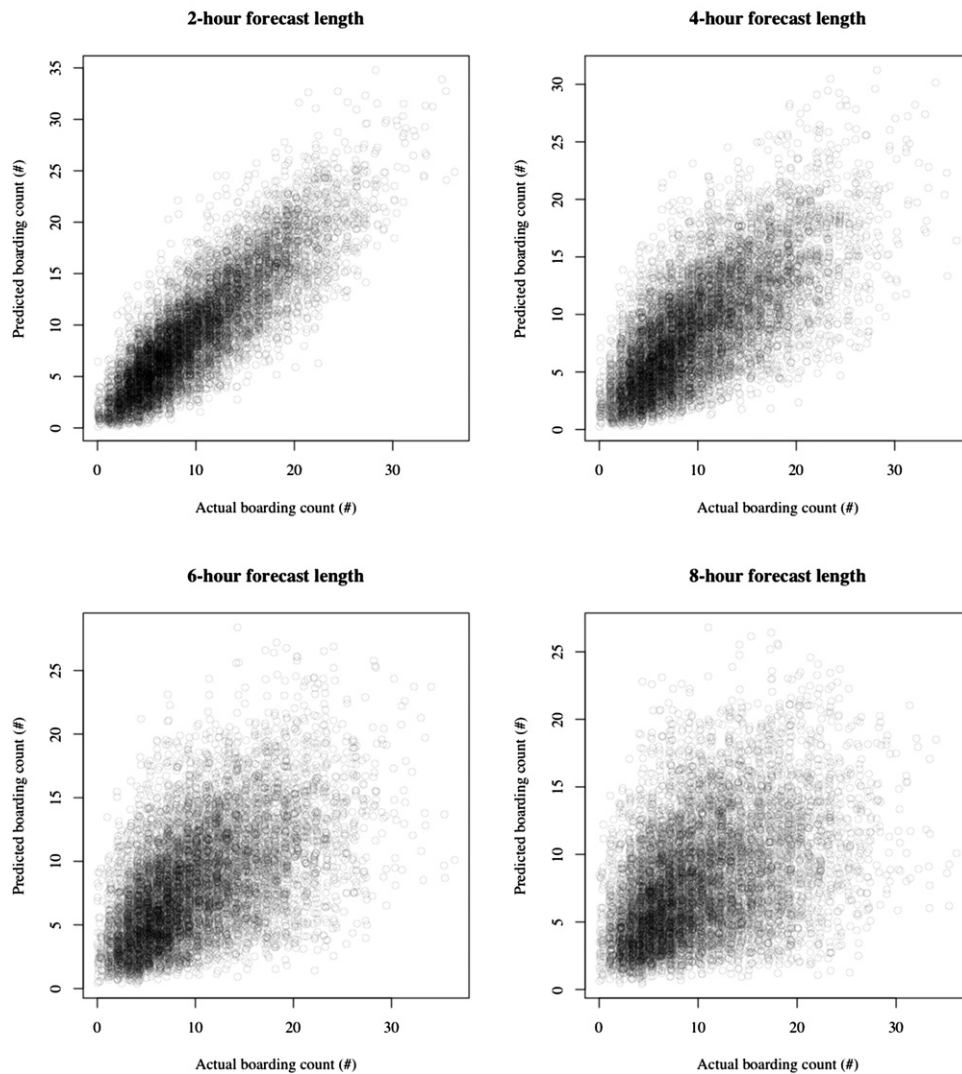 2-hour forecast length
Predicted boarding count (#)
35
30
25
20
15
10
5
0
0 10 20 30
Actual boarding count (#)
4-hour forecast length
Predicted boarding count (#)
30
25
20
15
10
5
0
0 10 20 30
Actual boarding count (#)
6-hour forecast length
Predicted boarding count (#)
25
20
15
10
5
0
0 10 20 30
Actual boarding count (#)
8-hour forecast length
Predicted boarding count (#)
25
20
15
10
5
0
0 10 20 30
Actual boarding count (#)